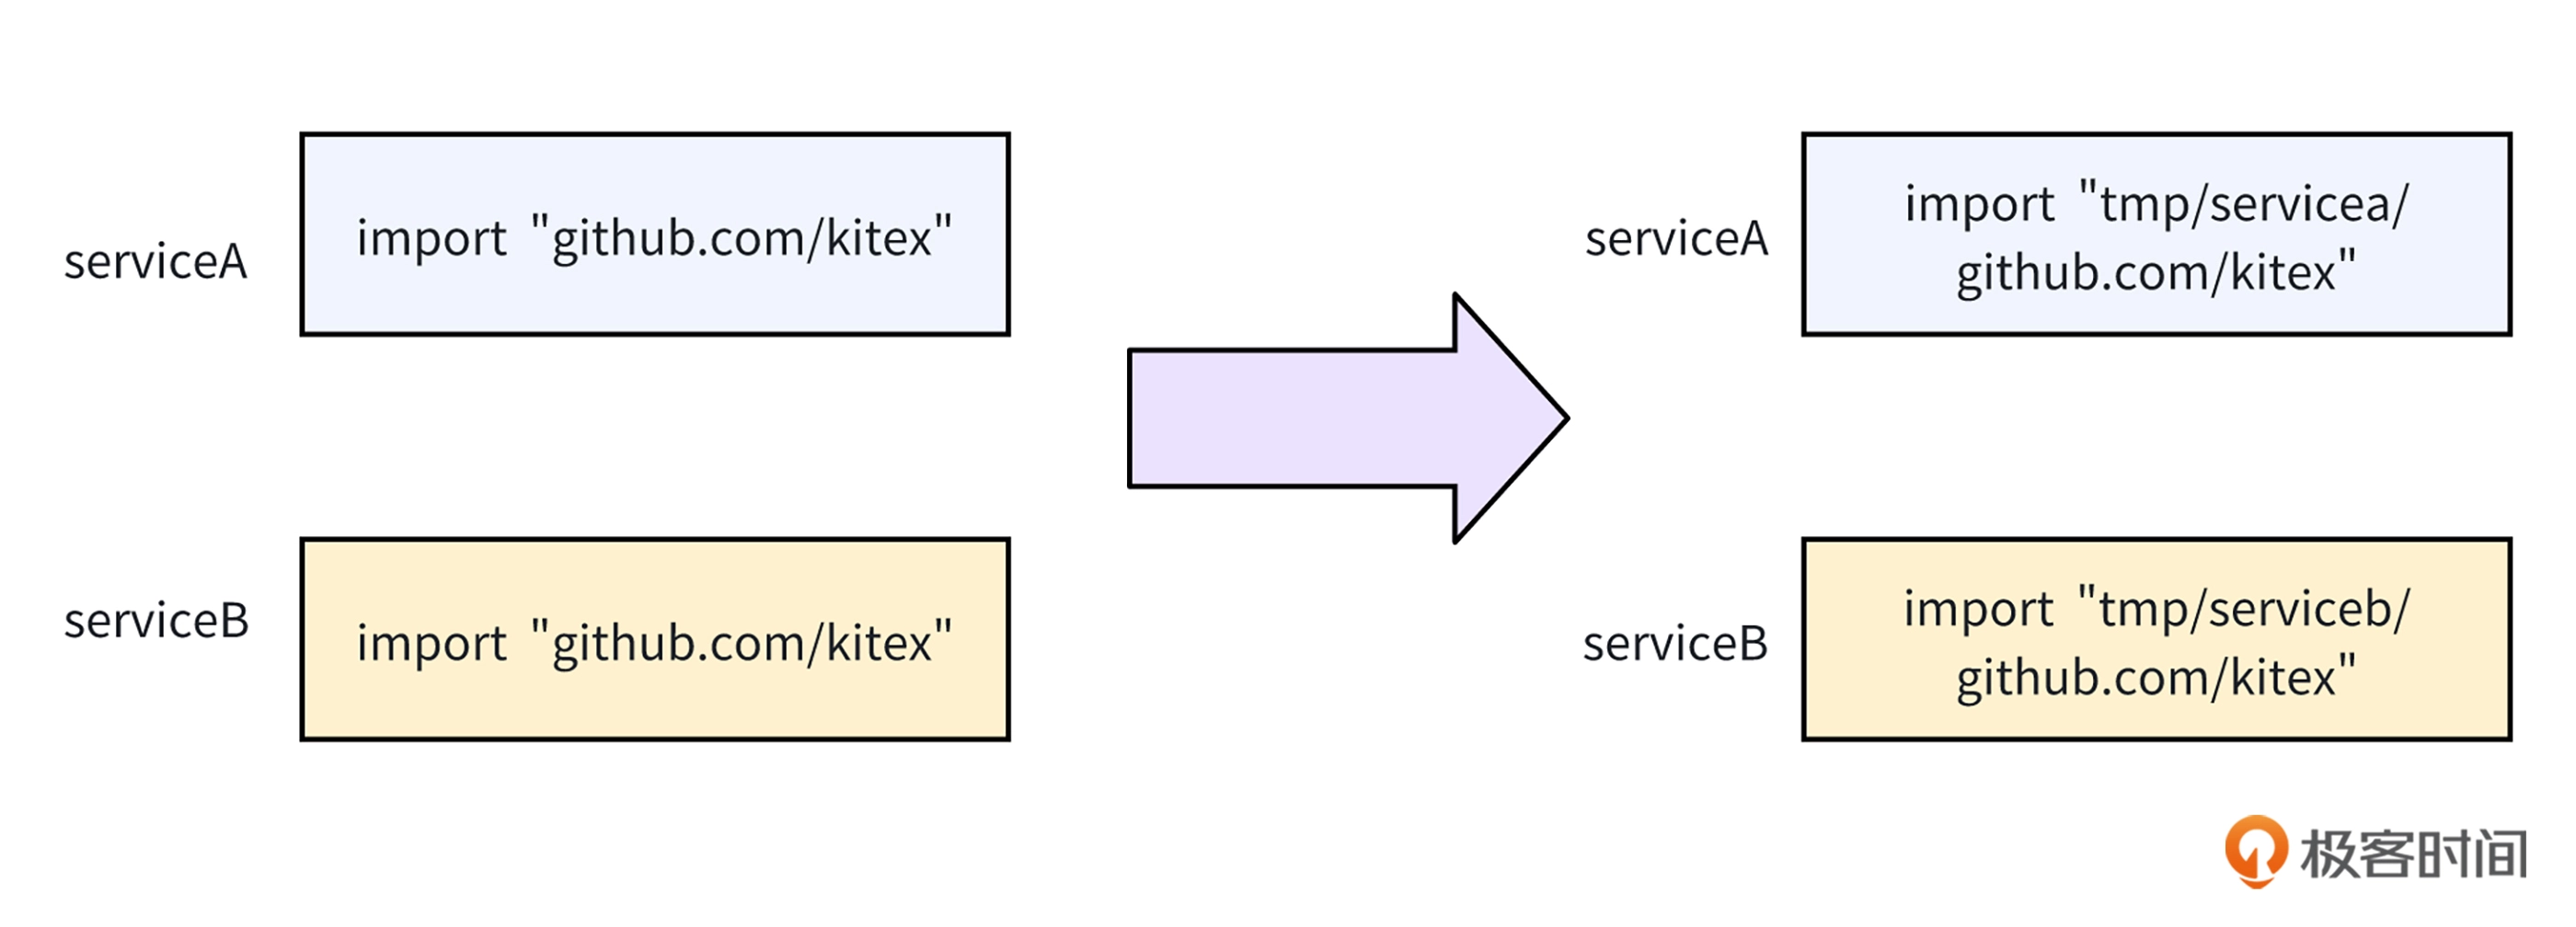 serviceA
import "github.com/kitex"
serviceB
import "github.com/kitex"
serviceA
import "tmp/servicea/
github.com/kitex"
serviceB
import "tmp/serviceb/
github.com/kitex"
极客时间